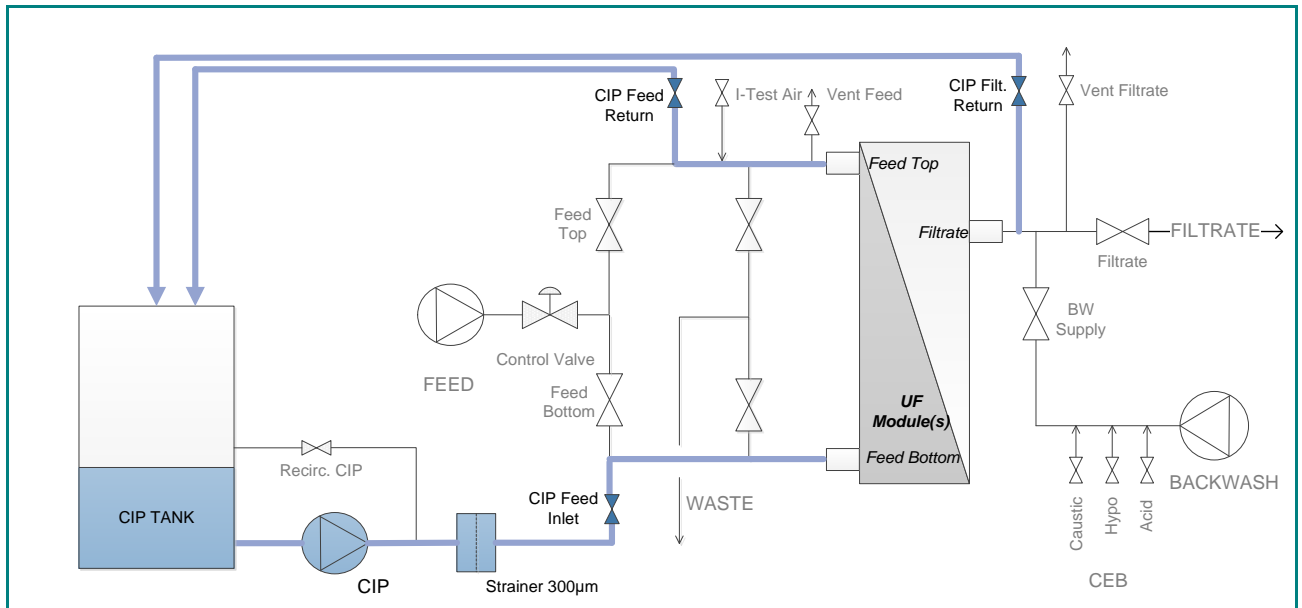 CIP Feed
Return
I-Test Air
Vent Feed
CIP Filt.
Return
Vent Filtrate
Feed Top
Feed
Top
Filtrate
FILTRATE
Filtrate
BW
Supply
Control Valve
FEED
Feed
Bottom
UF
Module(s)
Feed Bottom
Recirc. CIP
CIP Feed
Inlet
WASTE
BACKWASH
Caustic
Hypo
Acid
CEB
CIP TANK
CIP
Strainer 300µm